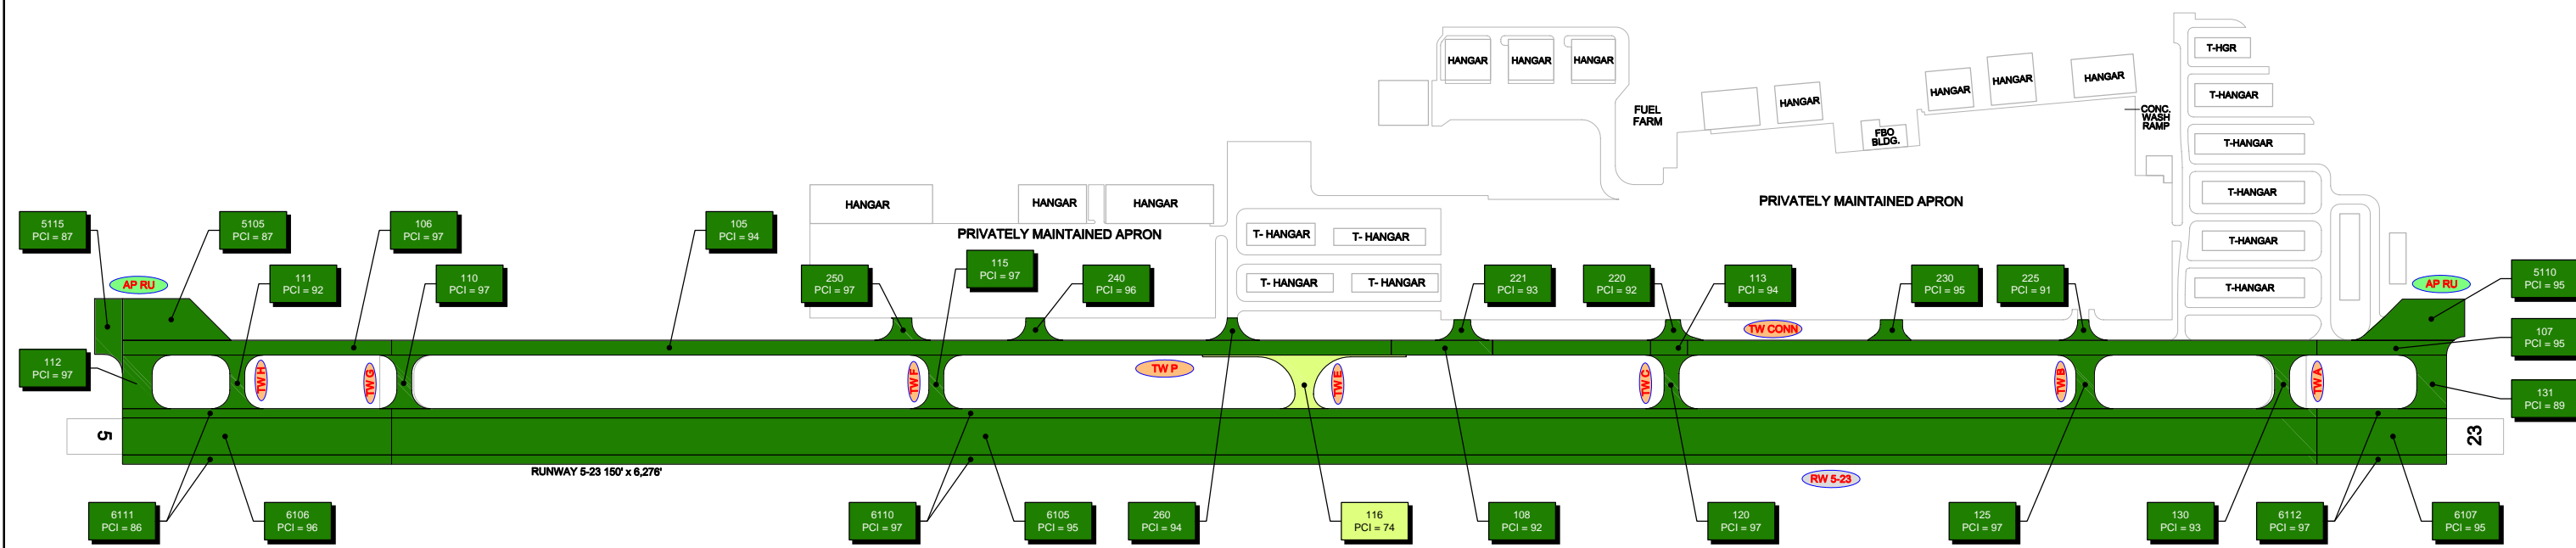 T-HGR
HANGAR
HANGAR
HANGAR
HANGAR
HANGAR
HANGAR
HANGAR
T-HANGAR
FUEL
FARM
CONC.
WASH
RAMP
FBO
BLDG.
T-HANGAR
T-HANGAR
PRIVATELY MAINTAINED APRON
HANGAR
HANGAR
HANGAR
5115
PCI = 87
5105
PCI = 87
106
PCI = 97
105
PCI = 94
PRIVATELY MAINTAINED APRON
T- HANGAR
T- HANGAR
T-HANGAR
111
PCI = 92
110
PCI = 97
250
PCI = 97
115
PCI = 97
240
PCI = 96
T- HANGAR
T- HANGAR
221
PCI = 93
220
PCI = 92
113
PCI = 94
230
PCI = 95
225
PCI = 91
T-HANGAR
5110
PCI = 95
AP RU
AP RU
TW CONN
107
PCI = 95
112
PCI = 97
TW H
TW G
TW F
TW P
TW E
TW C
TW B
TW A
131
PCI = 89
5
23
RUNWAY 5-23 150' x 6,276'
RW 5-23
6111
PCI = 86
6106
PCI = 96
6110
PCI = 97
6105
PCI = 95
260
PCI = 94
116
PCI = 74
108
PCI = 92
120
PCI = 97
125
PCI = 97
130
PCI = 93
6112
PCI = 97
6107
PCI = 95